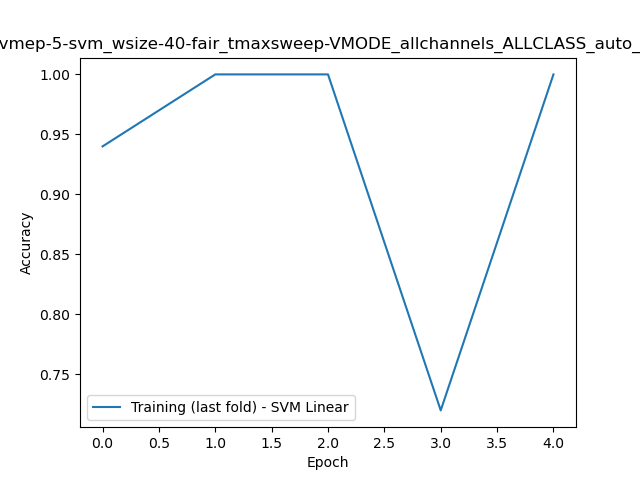 vmep-5-svm_wsize-40-fair_tmaxsweep-VMODE_allchannels_ALLCLASS_auto_
1.00
0.95
0.90
0.85
0.80
0.75
Accuracy
Training (last fold) - SVM Linear
0.0 0.5 1.0 1.5 2.0 2.5 3.0 3.5 4.0
Epoch